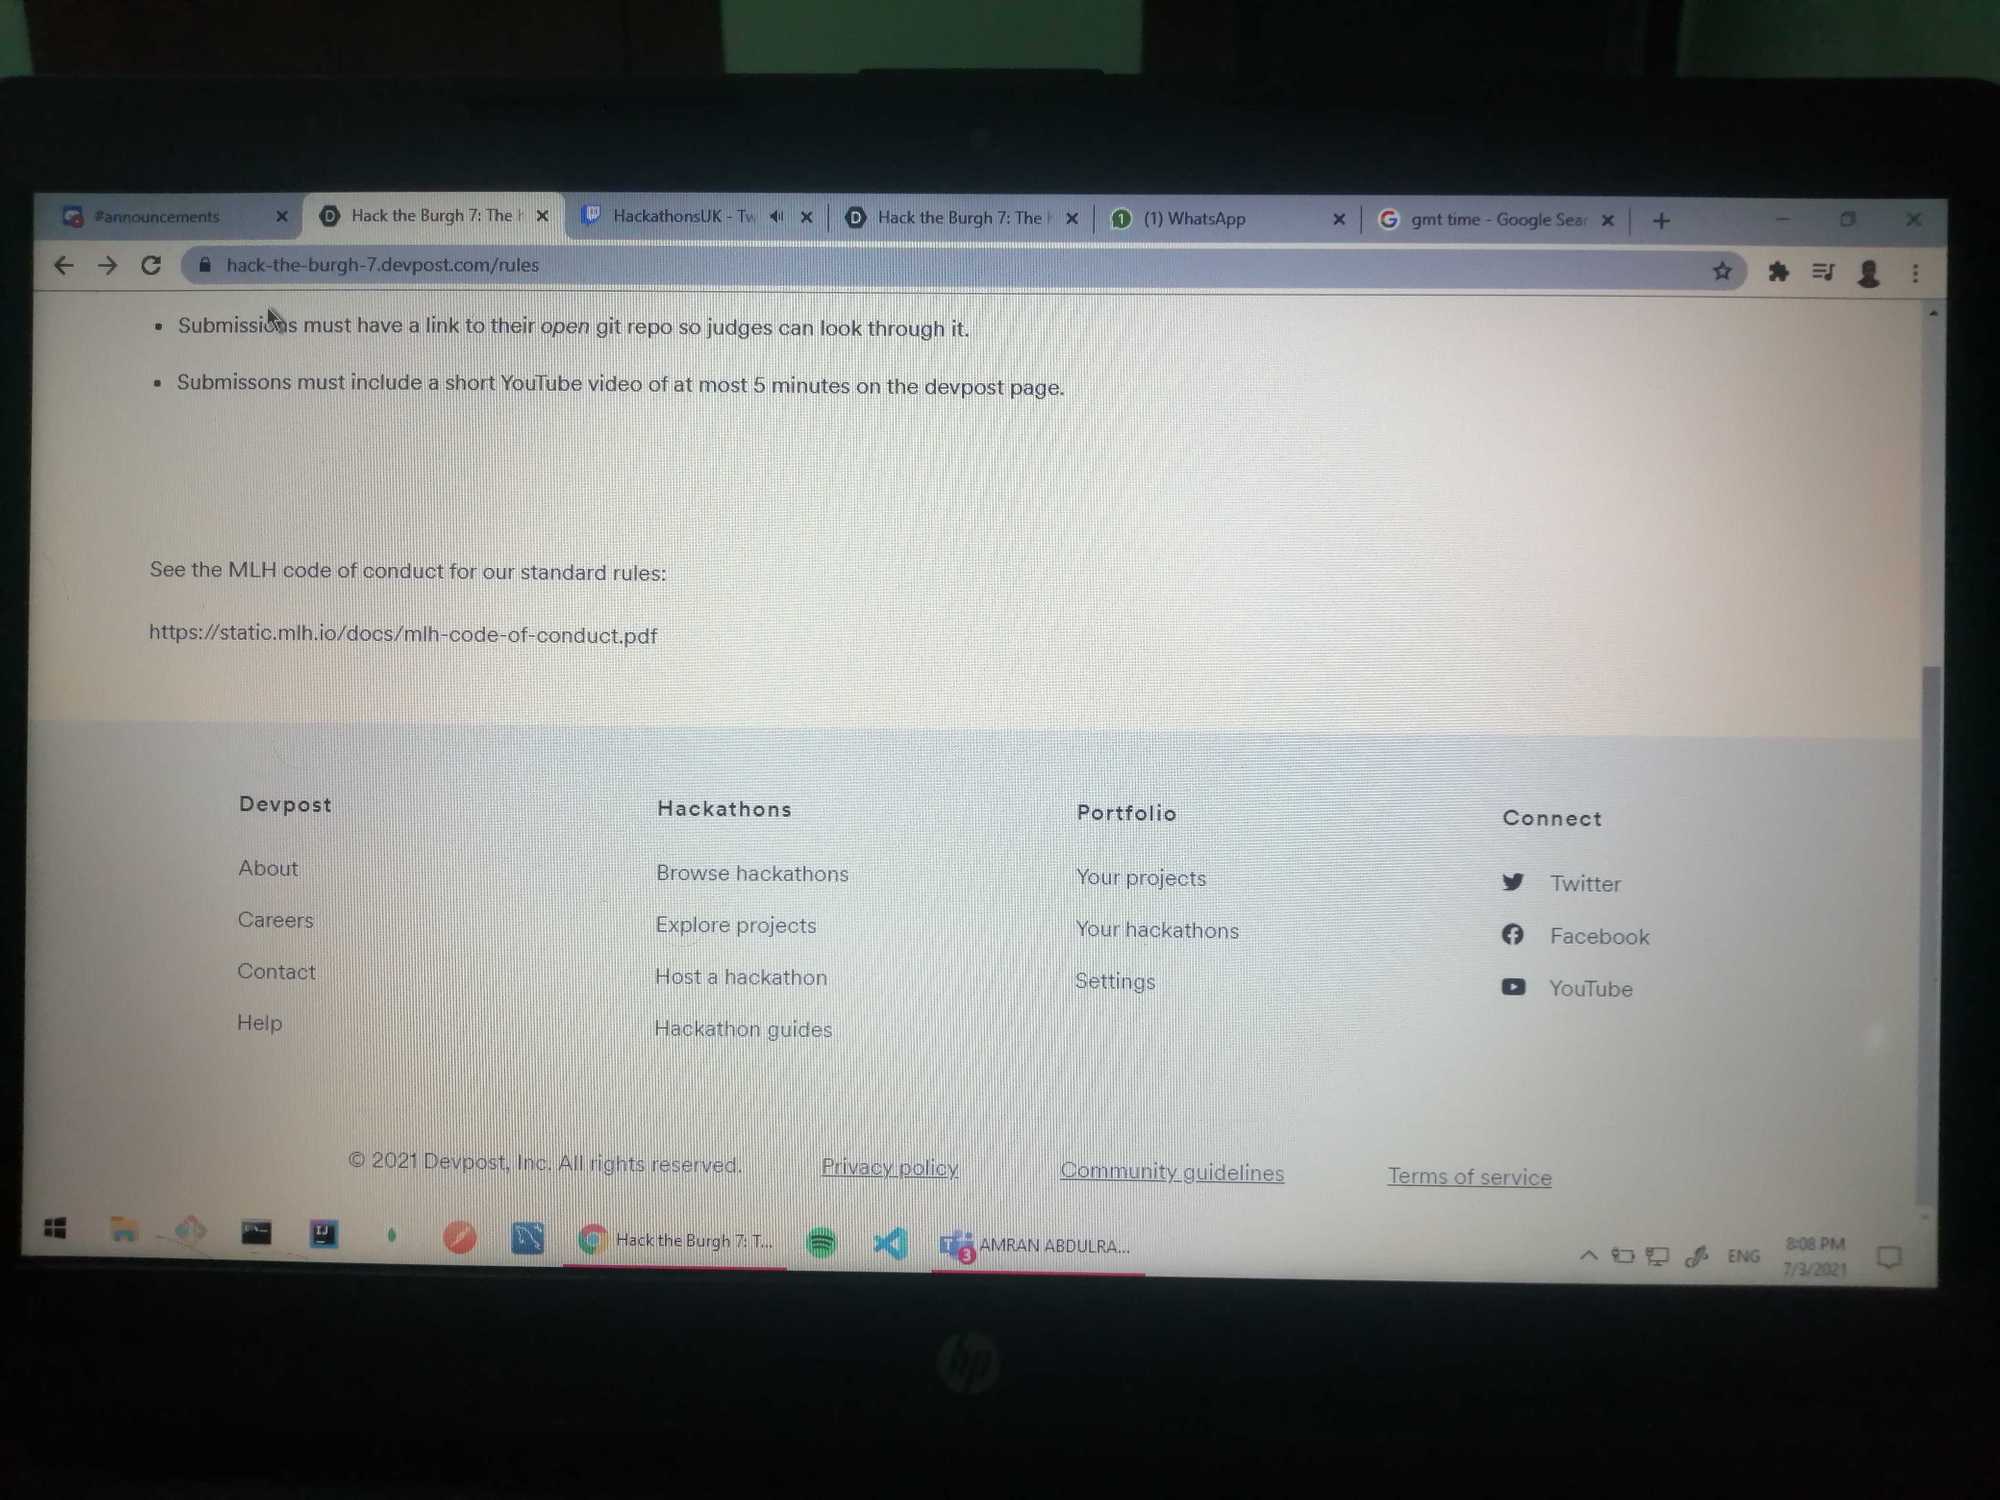 #announcements
Hack the Burgh 7: The
HackathonsUK - Tw
Hack the Burgh 7: The
1 (1) WhatsApp
gmt time - Google Sear
hack-the-burgh-7.devpost.com/rules
Submissions must have a link to their open git repo so judges can look through it.
Submissons must include a short YouTube video of at most 5 minutes on the devpost page.
See the MLH code of conduct for our standard rules:
https://static.mlh.io/docs/mlh-code-of-conduct.pdf
Devpost
About
Careers
Contact
Help
Hackathons
Browse hackathons
Explore projects
Host a hackathon
Hackathon guides
Portfolio
Your projects
Your hackathons
Settings
Connect
Twitter
Facebook
YouTube
© 2021 Devpost, Inc. All rights reserved. Privacy policy Community guidelines Terms of service
IJ
Hack the Burgh 7: T...
T 3 AMRAN ABDULRA...
ENG
8:08 PM
7/3/2021
hp